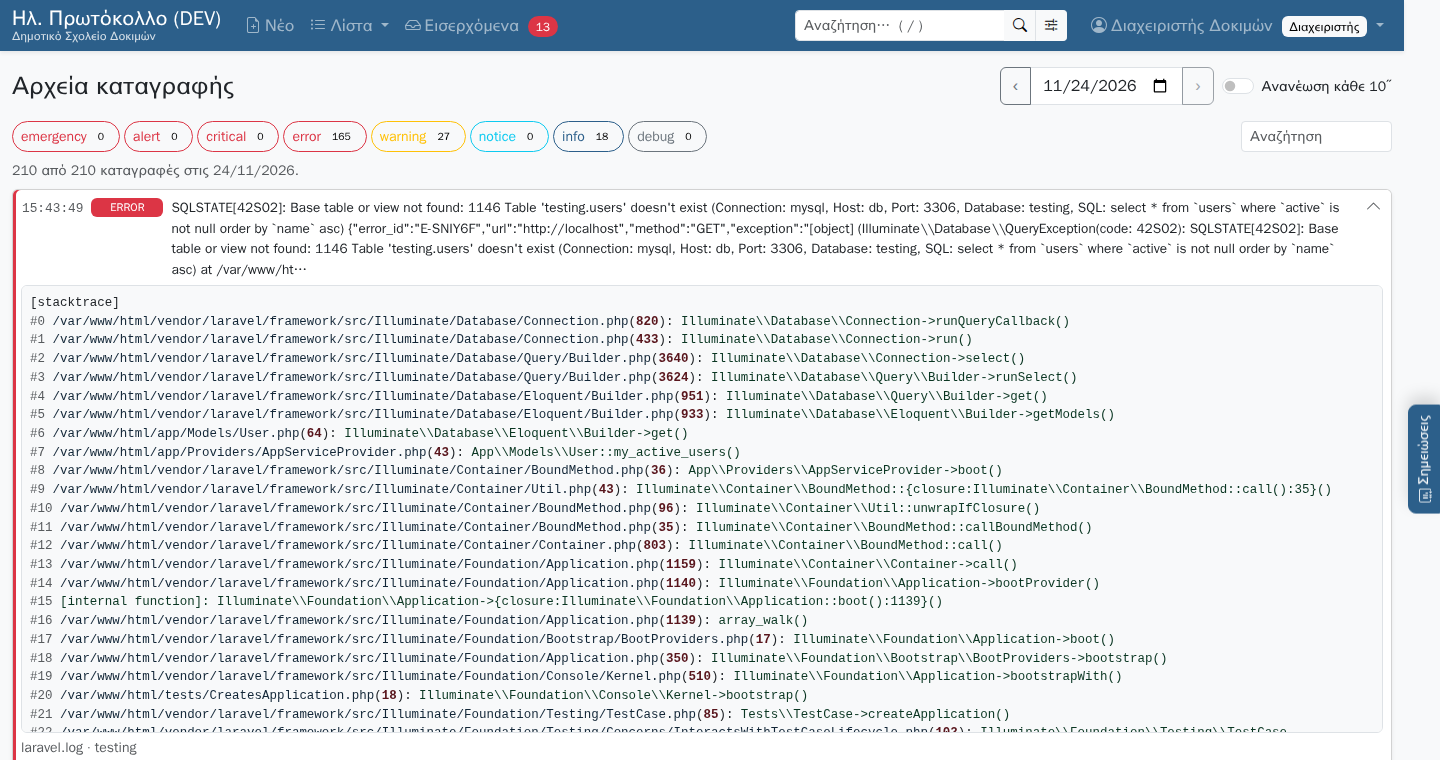 Ηλ. Πρωτόκολλο (DEV)
Δημοτικό Σχολείο Δοκιμών
Νέο
Λίστα
Εισερχόμενα 13
Αναζήτηση… ( / )
Διαχειριστής Δοκιμών Διαχειριστής
Αρχεία καταγραφής
‹ 11/24/2026 ›
Ανανέωση κάθε 10˝
emergency 0
alert 0
critical 0
error 165
warning 27
notice 0
info 18
debug 0
Αναζήτηση
210 από 210 καταγραφές στις 24/11/2026.
15:43:49 ERROR SQLSTATE[42S02]: Base table or view not found: 1146 Table 'testing.users' doesn't exist (Connection: mysql, Host: db, Port: 3306, Database: testing, SQL: select * from `users` where `active` is
not null order by `name` asc) {"error_id":"E-SNIY6F","url":"http://localhost","method":"GET","exception":"[object] (Illuminate\\Database\\QueryException(code: 42S02): SQLSTATE[42S02]: Base
table or view not found: 1146 Table 'testing.users' doesn't exist (Connection: mysql, Host: db, Port: 3306, Database: testing, SQL: select * from `users` where `active` is not null order by `name`
asc) at /var/www/ht…
[stacktrace]
#0 /var/www/html/vendor/laravel/framework/src/Illuminate/Database/Connection.php(820): Illuminate\\Database\\Connection->runQueryCallback()
#1 /var/www/html/vendor/laravel/framework/src/Illuminate/Database/Connection.php(433): Illuminate\\Database\\Connection->run()
#2 /var/www/html/vendor/laravel/framework/src/Illuminate/Database/Query/Builder.php(3640): Illuminate\\Database\\Connection->select()
#3 /var/www/html/vendor/laravel/framework/src/Illuminate/Database/Query/Builder.php(3624): Illuminate\\Database\\Query\\Builder->runSelect()
#4 /var/www/html/vendor/laravel/framework/src/Illuminate/Database/Eloquent/Builder.php(951): Illuminate\\Database\\Query\\Builder->get()
#5 /var/www/html/vendor/laravel/framework/src/Illuminate/Database/Eloquent/Builder.php(933): Illuminate\\Database\\Eloquent\\Builder->getModels()
#6 /var/www/html/app/Models/User.php(64): Illuminate\\Database\\Eloquent\\Builder->get()
#7 /var/www/html/app/Providers/AppServiceProvider.php(43): App\\Models\\User::my_active_users()
#8 /var/www/html/vendor/laravel/framework/src/Illuminate/Container/BoundMethod.php(36): App\\Providers\\AppServiceProvider->boot()
#9 /var/www/html/vendor/laravel/framework/src/Illuminate/Container/Util.php(43): Illuminate\\Container\\BoundMethod::{closure:Illuminate\\Container\\BoundMethod::call():35}()
#10 /var/www/html/vendor/laravel/framework/src/Illuminate/Container/BoundMethod.php(96): Illuminate\\Container\\Util::unwrapIfClosure()
#11 /var/www/html/vendor/laravel/framework/src/Illuminate/Container/BoundMethod.php(35): Illuminate\\Container\\BoundMethod::callBoundMethod()
#12 /var/www/html/vendor/laravel/framework/src/Illuminate/Container/Container.php(803): Illuminate\\Container\\BoundMethod::call()
#13 /var/www/html/vendor/laravel/framework/src/Illuminate/Foundation/Application.php(1159): Illuminate\\Container\\Container->call()
#14 /var/www/html/vendor/laravel/framework/src/Illuminate/Foundation/Application.php(1140): Illuminate\\Foundation\\Application->bootProvider()
#15 [internal function]: Illuminate\\Foundation\\Application->{closure:Illuminate\\Foundation\\Application::boot():1139}()
#16 /var/www/html/vendor/laravel/framework/src/Illuminate/Foundation/Application.php(1139): array_walk()
#17 /var/www/html/vendor/laravel/framework/src/Illuminate/Foundation/Bootstrap/BootProviders.php(17): Illuminate\\Foundation\\Application->boot()
#18 /var/www/html/vendor/laravel/framework/src/Illuminate/Foundation/Application.php(350): Illuminate\\Foundation\\Bootstrap\\BootProviders->bootstrap()
#19 /var/www/html/vendor/laravel/framework/src/Illuminate/Foundation/Console/Kernel.php(510): Illuminate\\Foundation\\Application->bootstrapWith()
#20 /var/www/html/tests/CreatesApplication.php(18): Illuminate\\Foundation\\Console\\Kernel->bootstrap()
#21 /var/www/html/vendor/laravel/framework/src/Illuminate/Foundation/Testing/TestCase.php(85): Tests\\TestCase->createApplication()
#22 /var/www/html/vendor/laravel/framework/src/Illuminate/Foundation/Testing/Concerns/InteractsWithTestCaseLifecycle.php(102): Illuminate\\Foundation\\Testing\\TestCase
laravel.log · testing
Σημειώσεις